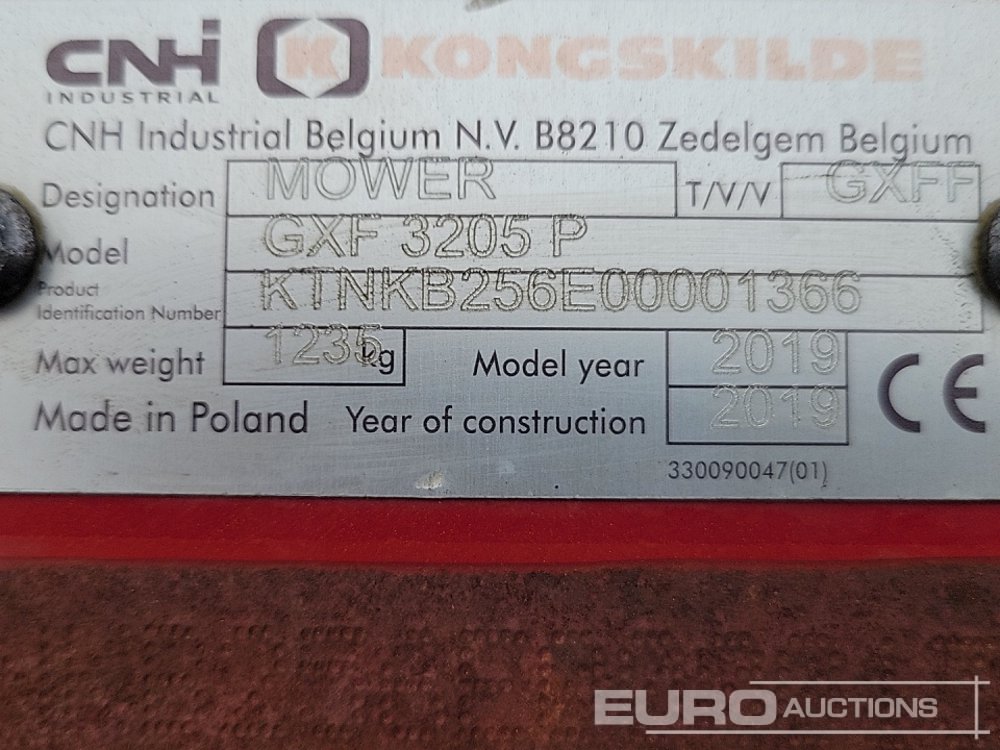 CNH KONGSKILDE
INDUSTRIAL
CNH Industrial Belgium N.V. B8210 Zedelgem Belgium
Designation MOWER T/V/V GXFF
Model GXF 3205 P
Product
Identification Number KTNKB256E00001366
Max weight 1235 kg Model year 2019
Made in Poland Year of construction 2019
CE
330090047(01)
EURO AUCTIONS